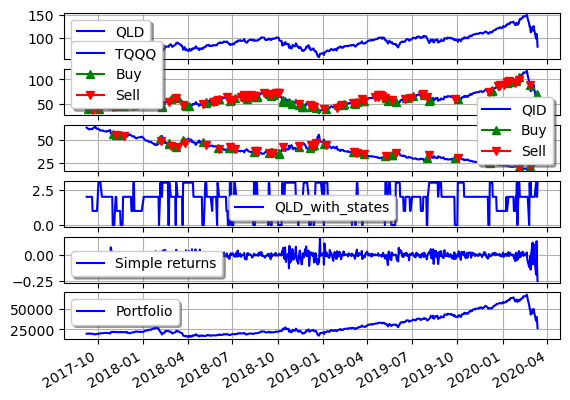 150
100
QLD
TQQQ
Buy
Sell
100
50
QID
Buy
Sell
50
25
2.5
0.0
QLD_with_states
0.00
−0.25
Simple returns
50000
25000
Portfolio
2017-10
2018-01
2018-04
2018-07
2018-10
2019-01
2019-04
2019-07
2019-10
2020-01
2020-04